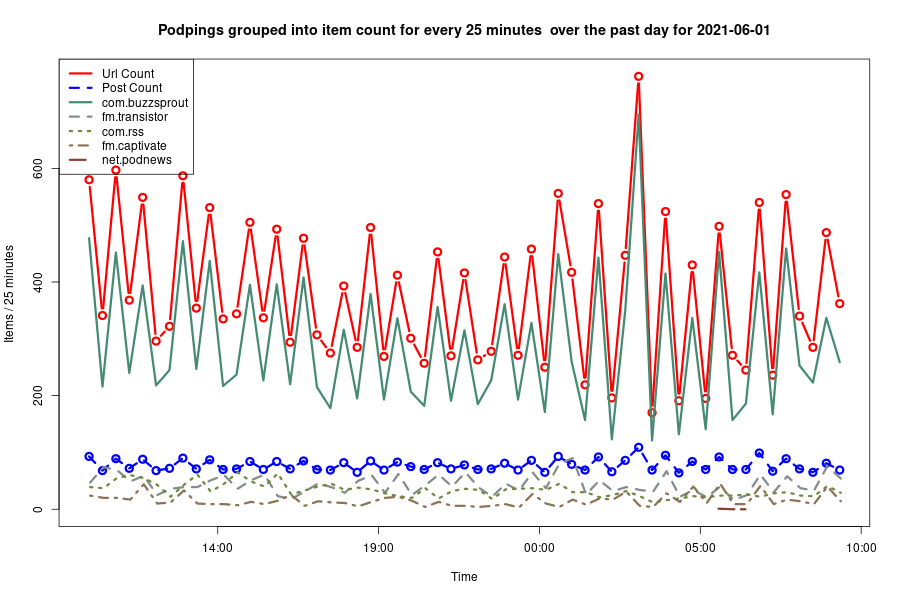 Podpings grouped into item count for every 25 minutes  over the past day for 2021-06-01
Url Count
Post Count
com.buzzsprout
fm.transistor
com.rss
fm.captivate
net.podnews
Items / 25 minutes
600
400
200
0
14:00
19:00
00:00
05:00
10:00
Time